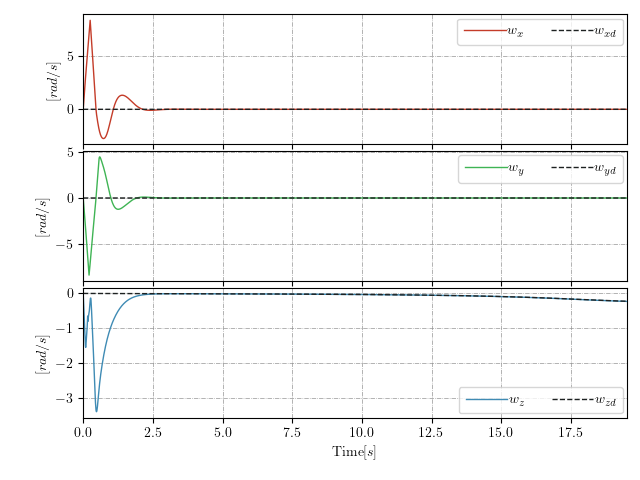 w_x w_xd
5
0
[rad/s]
w_y w_yd
5
0
−5
[rad/s]
0
−1
−2
−3
[rad/s]
w_z w_zd
0.0 2.5 5.0 7.5 10.0 12.5 15.0 17.5
Time[s]